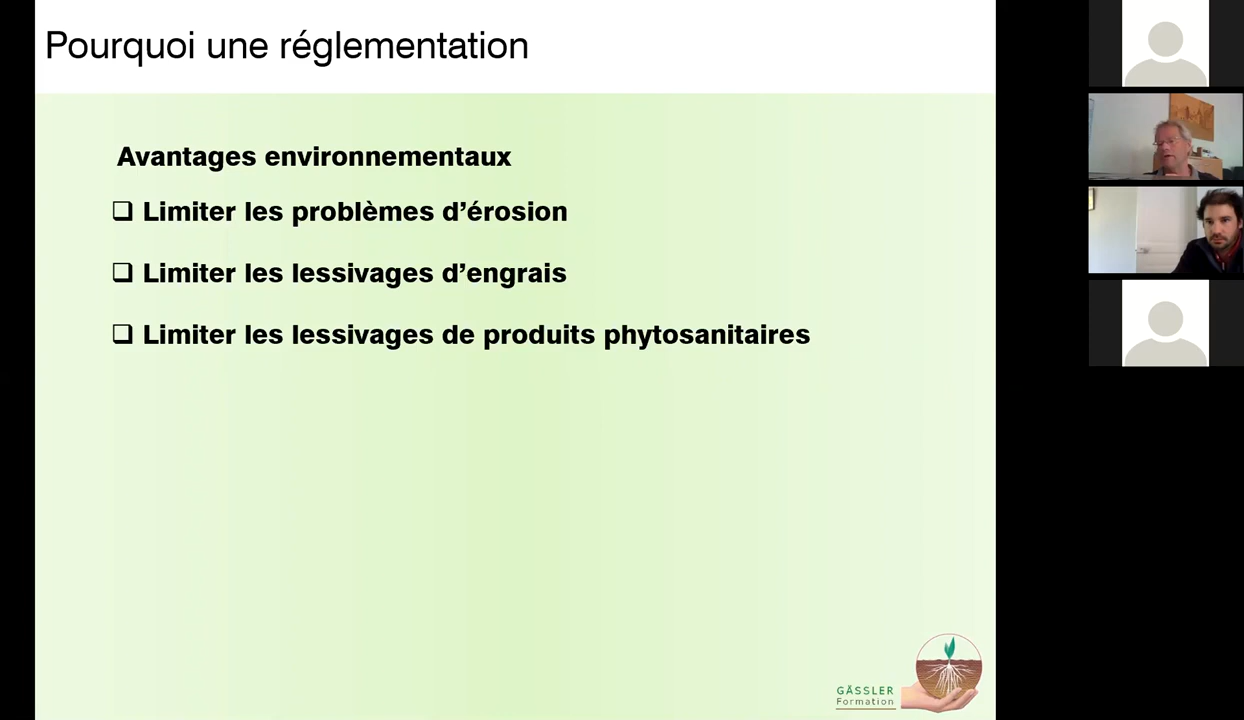 Pourquoi une réglementation
Avantages environnementaux
❑ Limiter les problèmes d’érosion
❑ Limiter les lessivages d’engrais
❑ Limiter les lessivages de produits phytosanitaires
GÄSSLER
Formation